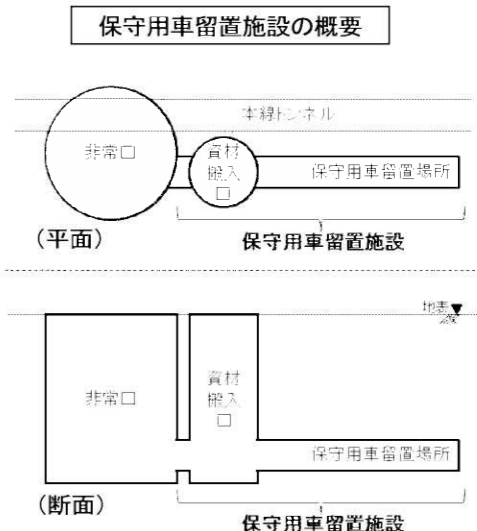 保守用車留置施設の概要
本線トンネル
非常口
資材
搬入
口
保守用車留置場所
(平面)
保守用車留置施設
地表
非常口
資材
搬入
口
保守用車留置場所
(断面)
保守用車留置施設